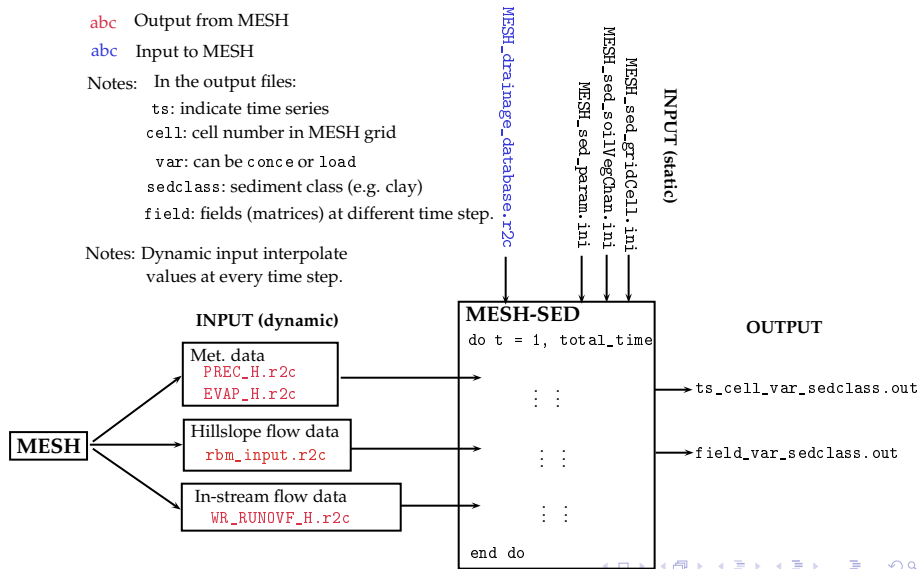 abc Output from MESH
abc Input to MESH
Notes: In the output files:
ts: indicate time series
cell: cell number in MESH grid
var: can be conce or load
sedclass: sediment class (e.g. clay)
field: fields (matrices) at different time step.
Notes: Dynamic input interpolate
values at every time step.
MESH_drainage_database.r2c
MESH_sed_param.ini
MESH_sed_soilVegChan.ini
MESH_sed_gridCell.ini
INPUT (static)
INPUT (dynamic)
MESH
Met. data
PREC_H.r2c
EVAP_H.r2c
Hillslope flow data
rbm_input.r2c
In-stream flow data
WR_RUNOVF_H.r2c
MESH-SED
do t = 1, total_time
end do
OUTPUT
ts_cell_var_sedclass.out
field_var_sedclass.out